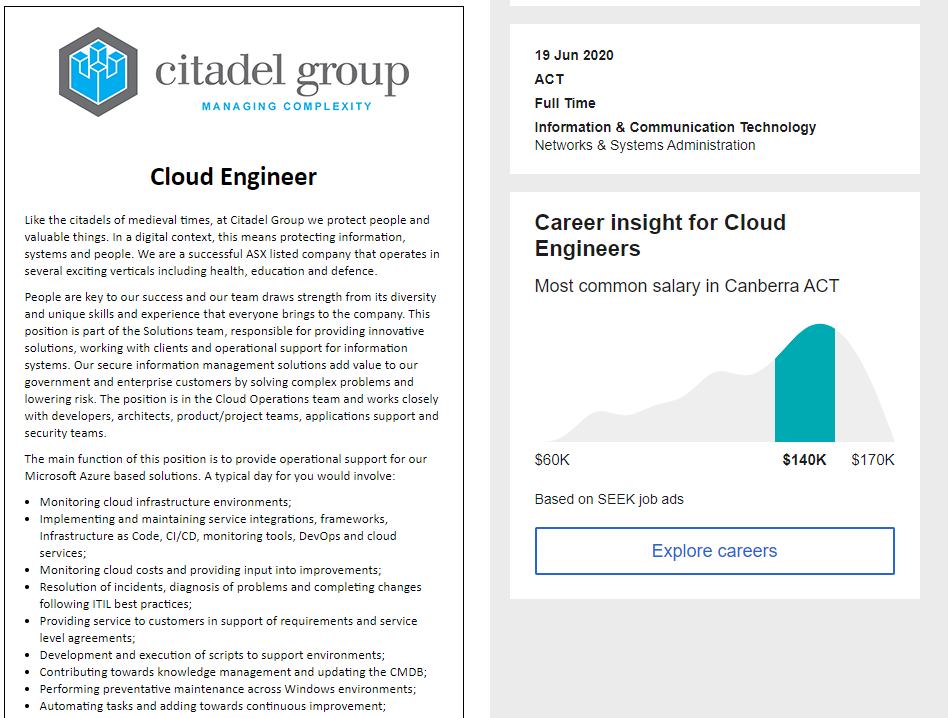 citadel group
MANAGING COMPLEXITY
Cloud Engineer
Like the citadels of medieval times, at Citadel Group we protect people and
valuable things. In a digital context, this means protecting information,
systems and people. We are a successful ASX listed company that operates in
several exciting verticals including health, education and defence.
People are key to our success and our team draws strength from its diversity
and unique skills and experience that everyone brings to the company. This
position is part of the Solutions team, responsible for providing innovative
solutions, working with clients and operational support for information
systems. Our secure information management solutions add value to our
government and enterprise customers by solving complex problems and
lowering risk. The position is in the Cloud Operations team and works closely
with developers, architects, product/project teams, applications support and
security teams.
The main function of this position is to provide operational support for our
Microsoft Azure based solutions. A typical day for you would involve:
• Monitoring cloud infrastructure environments;
• Implementing and maintaining service integrations, frameworks,
Infrastructure as Code, CI/CD, monitoring tools, DevOps and cloud
services;
• Monitoring cloud costs and providing input into improvements;
• Resolution of incidents, diagnosis of problems and completing changes
following ITIL best practices;
• Providing service to customers in support of requirements and service
level agreements;
• Development and execution of scripts to support environments;
• Contributing towards knowledge management and updating the CMDB;
• Performing preventative maintenance across Windows environments;
• Automating tasks and adding towards continuous improvement;
19 Jun 2020
ACT
Full Time
Information & Communication Technology
Networks & Systems Administration
Career insight for Cloud
Engineers
Most common salary in Canberra ACT
$60K $140K $170K
Based on SEEK job ads
Explore careers